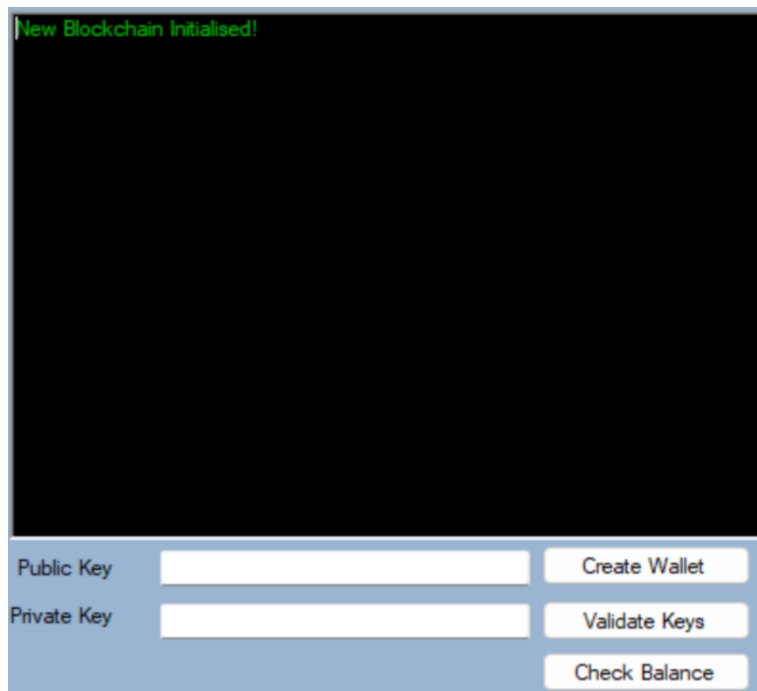 New Blockchain Initialised!
Public Key
Create Wallet
Private Key
Validate Keys
Check Balance